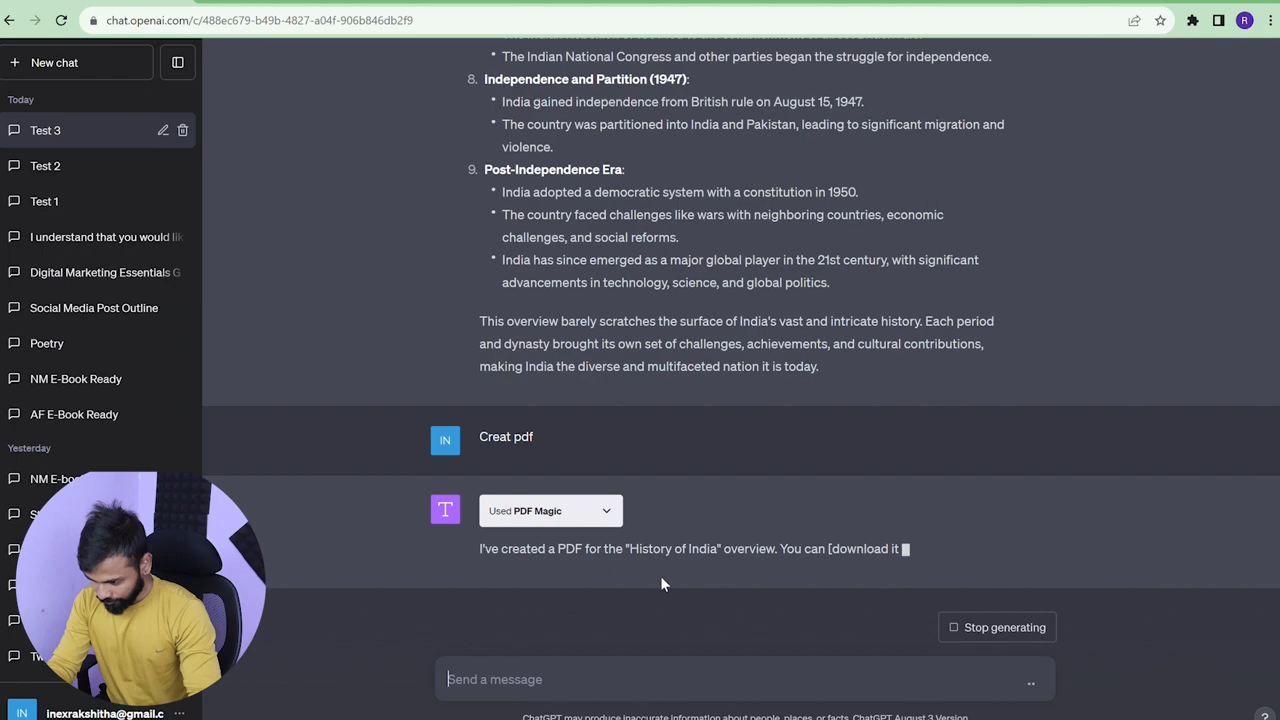 chat.openai.com/c/488ec679-b49b-4827-a04f-906b846db2f9
R
New chat
Today
Test 3
Test 2
Test 1
I understand that you would lik
Digital Marketing Essentials G
Social Media Post Outline
Poetry
NM E-Book Ready
AF E-Book Ready
Yesterday
NM E-
inexrakshitha@gmail.c
IN
The Indian National Congress and other parties began the struggle for independence.
8. Independence and Partition (1947):
India gained independence from British rule on August 15, 1947.
The country was partitioned into India and Pakistan, leading to significant migration and
violence.
9. Post-Independence Era:
India adopted a democratic system with a constitution in 1950.
The country faced challenges like wars with neighboring countries, economic
challenges, and social reforms.
India has since emerged as a major global player in the 21st century, with significant
advancements in technology, science, and global politics.
This overview barely scratches the surface of India's vast and intricate history. Each period
and dynasty brought its own set of challenges, achievements, and cultural contributions,
making India the diverse and multifaceted nation it is today.
IN
Creat pdf
T
Used PDF Magic
I've created a PDF for the "History of India" overview. You can [download it
Stop generating
Send a message
ChatGPT may produce inaccurate information about people, places, or facts. ChatGPT August 3 Version